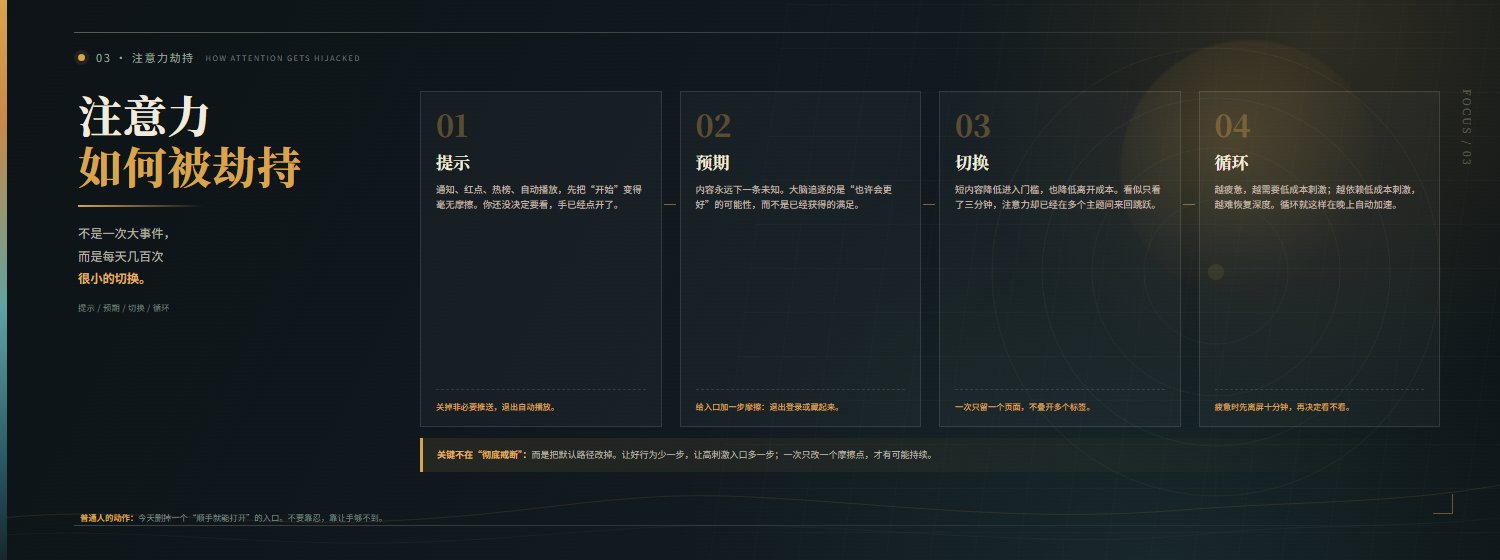 03 · 注意力劫持 HOW ATTENTION GETS HIJACKED
注意力
如何被劫持
不是一次大事件，
而是每天几百次
很小的切换。
提示 / 预期 / 切换 / 循环
01
提示
通知、红点、热榜、自动播放，先把“开始”变得
毫无摩擦。你还没决定要看，手已经点开了。
关掉非必要推送，退出自动播放。
02
预期
内容永远下一条未知。大脑追逐的是“也许会更
好”的可能性，而不是已经获得的满足。
给入口加一步摩擦：退出登录或藏起来。
03
切换
短内容降低进入门槛，也降低离开成本。看似只看
了三分钟，注意力却已经在多个主题间来回跳跃。
一次只留一个页面，不叠开多个标签。
04
循环
越疲惫，越需要低成本刺激；越依赖低成本刺激，
越难恢复深度。循环就这样在晚上自动加速。
疲惫时先离屏十分钟，再决定看不看。
关键不在“彻底戒断”：而是把默认路径改掉。让好行为少一步，让高刺激入口多一步；一次只改一个摩擦点，才有可能持续。
普通人的动作：今天删掉一个“顺手就能打开”的入口。不要靠忍，靠让手够不到。
FOCUS / 03